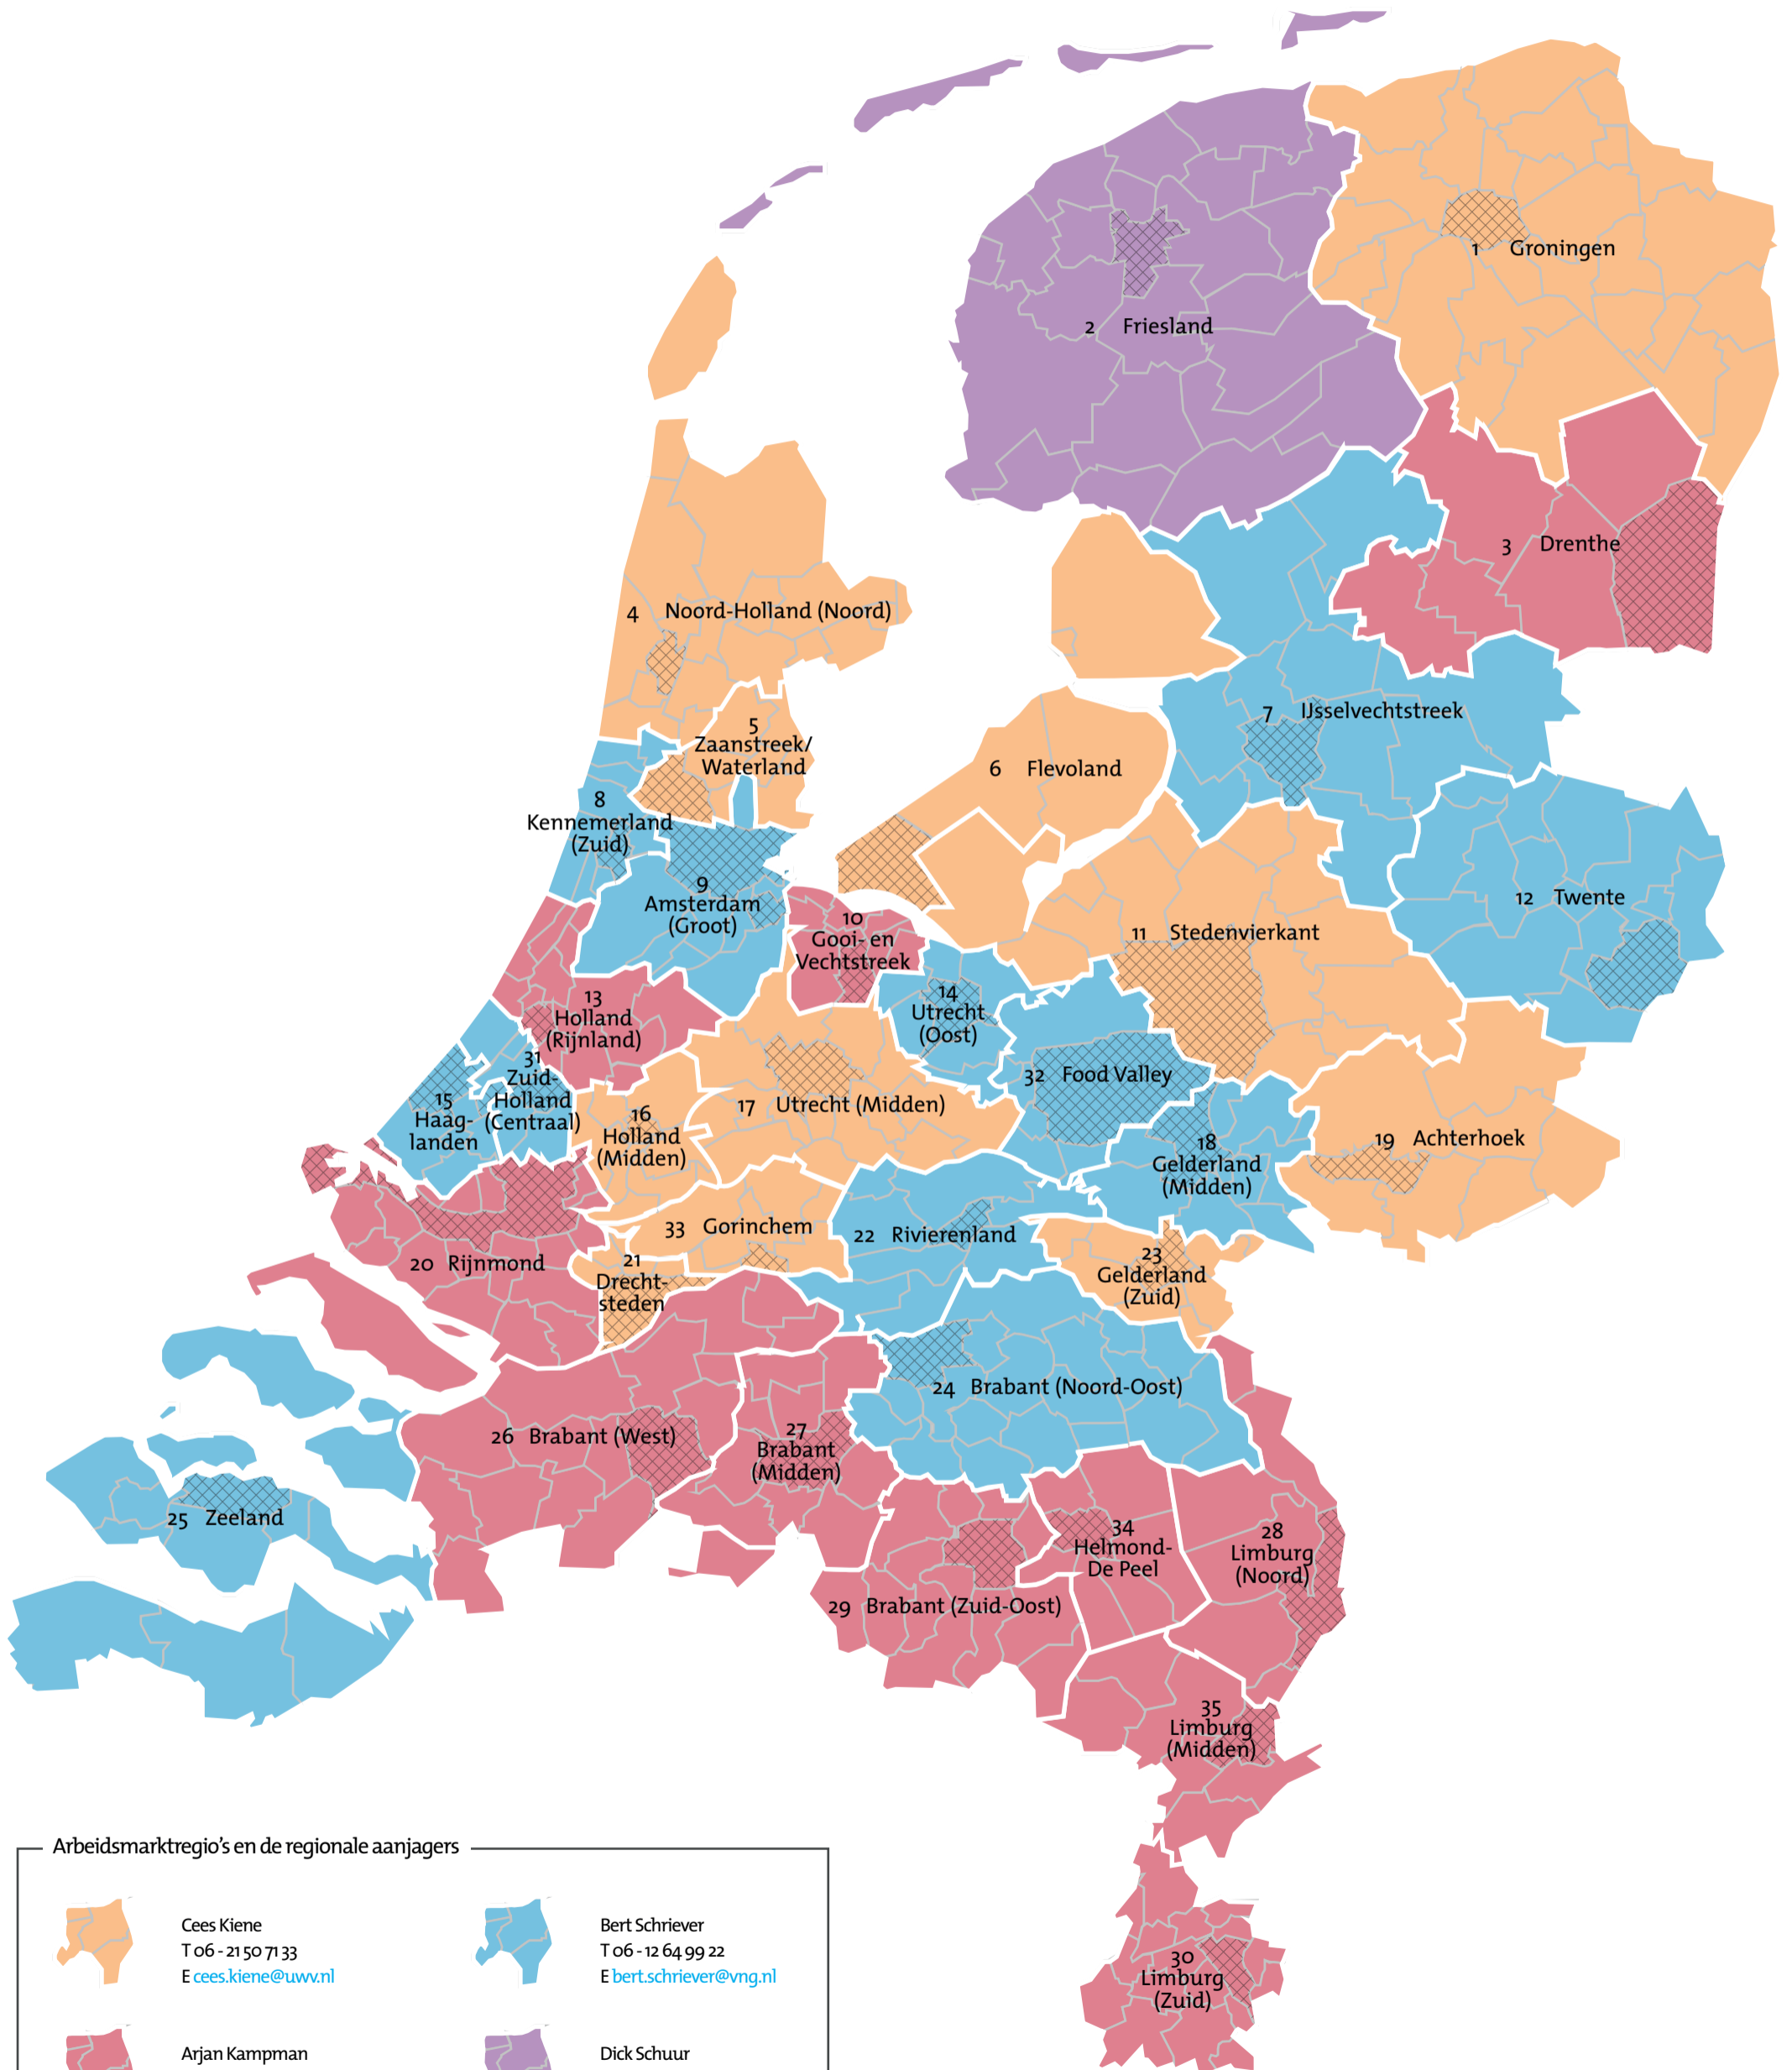 1 Groningen
2 Friesland
3 Drenthe
4 Noord-Holland (Noord)
5
Zaanstreek/
Waterland
6 Flevoland
7 IJsselvechtstreek
8
Kennemerland
(Zuid)
9
Amsterdam
(Groot)
10
Gooi- en
Vechtstreek
11 Stedenvierkant
12 Twente
13
Holland
(Rijnland)
14
Utrecht
(Oost)
31
Zuid-
Holland
(Centraal)
32 Food Valley
15
Haag-
landen
16
Holland
(Midden)
17 Utrecht (Midden)
18
Gelderland
(Midden)
19 Achterhoek
33 Gorinchem
22 Rivierenland
20 Rijnmond
21
Drecht-
steden
23
Gelderland
(Zuid)
24 Brabant (Noord-Oost)
26 Brabant (West)
27
Brabant
(Midden)
25 Zeeland
34
Helmond-
De Peel
28
Limburg
(Noord)
29 Brabant (Zuid-Oost)
35
Limburg
(Midden)
30
Limburg
(Zuid)
Arbeidsmarktregio's en de regionale aanjagers
Cees Kiene
T 06 - 21 50 71 33
E cees.kiene@uwv.nl
Bert Schriever
T 06 - 12 64 99 22
E bert.schriever@vng.nl
Arjan Kampman
Dick Schuur